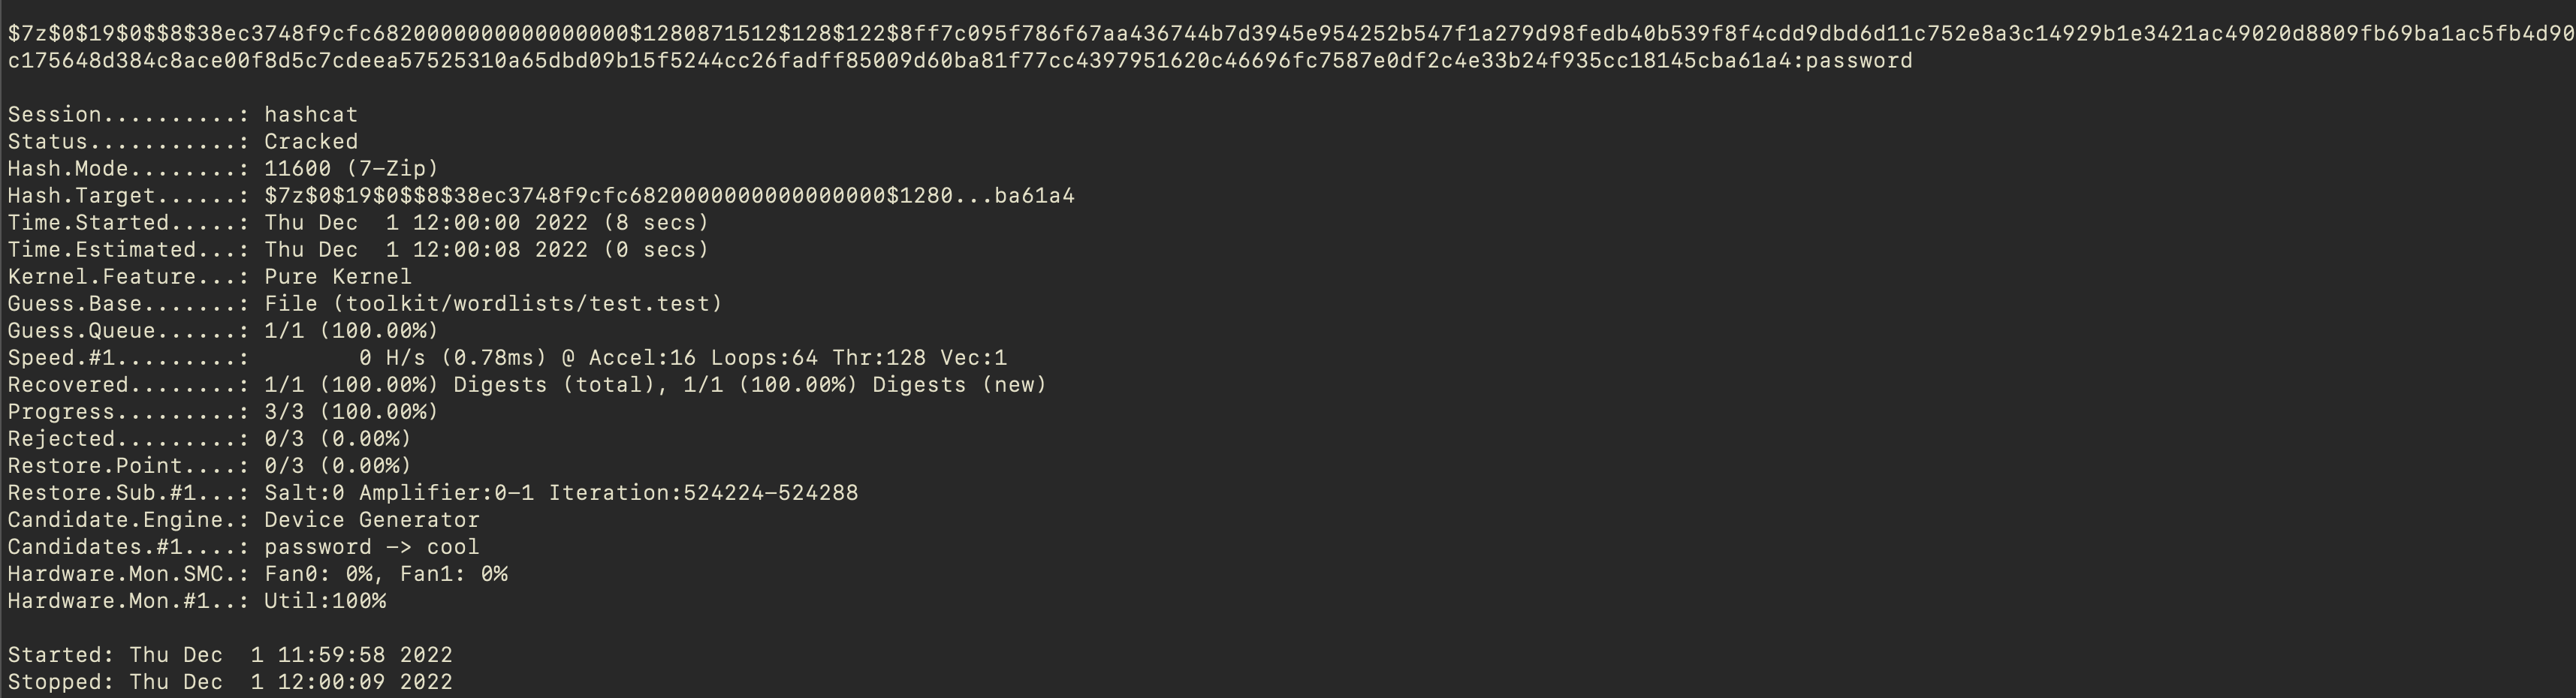 $7z$0$19$0$$8$38ec3748f9cfc6820000000000000000$1280871512$128$122$8ff7c095f786f67aa436744b7d3945e954252b547f1a279d98fedb40b539f8f4cdd9dbd6d11c752e8a3c14929b1e3421ac49020d8809fb69ba1ac5fb4d90
c175648d384c8ace00f8d5c7cdeea57525310a65dbd09b15f5244cc26fadff85009d60ba81f77cc4397951620c46696fc7587e0df2c4e33b24f935cc18145cba61a4:password
Session..........: hashcat
Status...........: Cracked
Hash.Mode........: 11600 (7-Zip)
Hash.Target......: $7z$0$19$0$$8$38ec3748f9cfc6820000000000000000$1280...ba61a4
Time.Started.....: Thu Dec  1 12:00:00 2022 (8 secs)
Time.Estimated...: Thu Dec  1 12:00:08 2022 (0 secs)
Kernel.Feature...: Pure Kernel
Guess.Base.......: File (toolkit/wordlists/test.test)
Guess.Queue......: 1/1 (100.00%)
Speed.#1.........:        0 H/s (0.78ms) @ Accel:16 Loops:64 Thr:128 Vec:1
Recovered........: 1/1 (100.00%) Digests (total), 1/1 (100.00%) Digests (new)
Progress.........: 3/3 (100.00%)
Rejected.........: 0/3 (0.00%)
Restore.Point....: 0/3 (0.00%)
Restore.Sub.#1...: Salt:0 Amplifier:0-1 Iteration:524224-524288
Candidate.Engine.: Device Generator
Candidates.#1....: password -> cool
Hardware.Mon.SMC.: Fan0: 0%, Fan1: 0%
Hardware.Mon.#1..: Util:100%
Started: Thu Dec  1 11:59:58 2022
Stopped: Thu Dec  1 12:00:09 2022